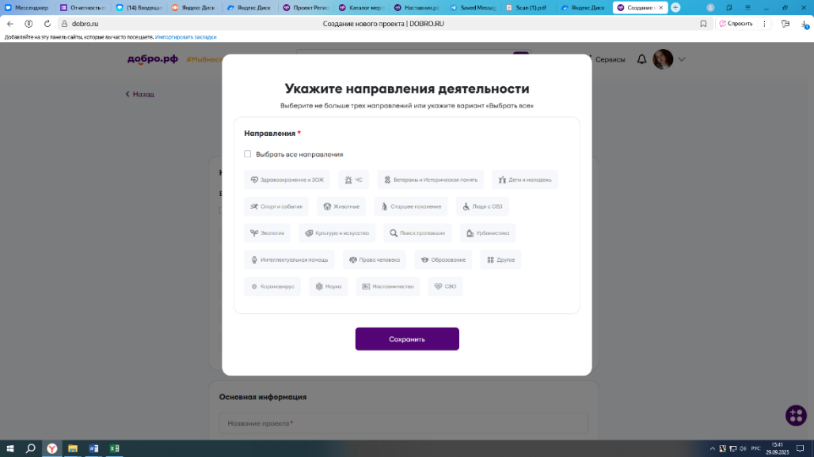 Мессенджер
Отчетность
(14) Входящи
Яндекс Диск
Яндекс Диск
Проект Регио
Каталог мерс
Наставниц
Saved Messag
Scan (1).pdf
Яндекс Диск
Создание
dobro.ru
Создание нового проекта | DOBRO.RU
Спросить
Добавляйте на эту панель сайты, которые вы часто посещаете. Импортировать закладки
добро.рф
Сервисы
Назад
Укажите направления деятельности
Выберите не больше трех направлений или укажите вариант «Выбрать все»
Направления *
Выбрать все направления
Здравоохранение и ЗОЖ ЧС Ветераны и Историческая память Дети и молодежь
Спорт и события Животные Старшее поколение Люди с ОВЗ
Экология Культура и искусство Поиск пропавших Урбанистика
Интеллектуальная помощь Права человека Образование Другое
Коронавирус Наука Наставничество СВО
Сохранить
Основная информация
Название проекта*
РУС
15:41
29.09.2025